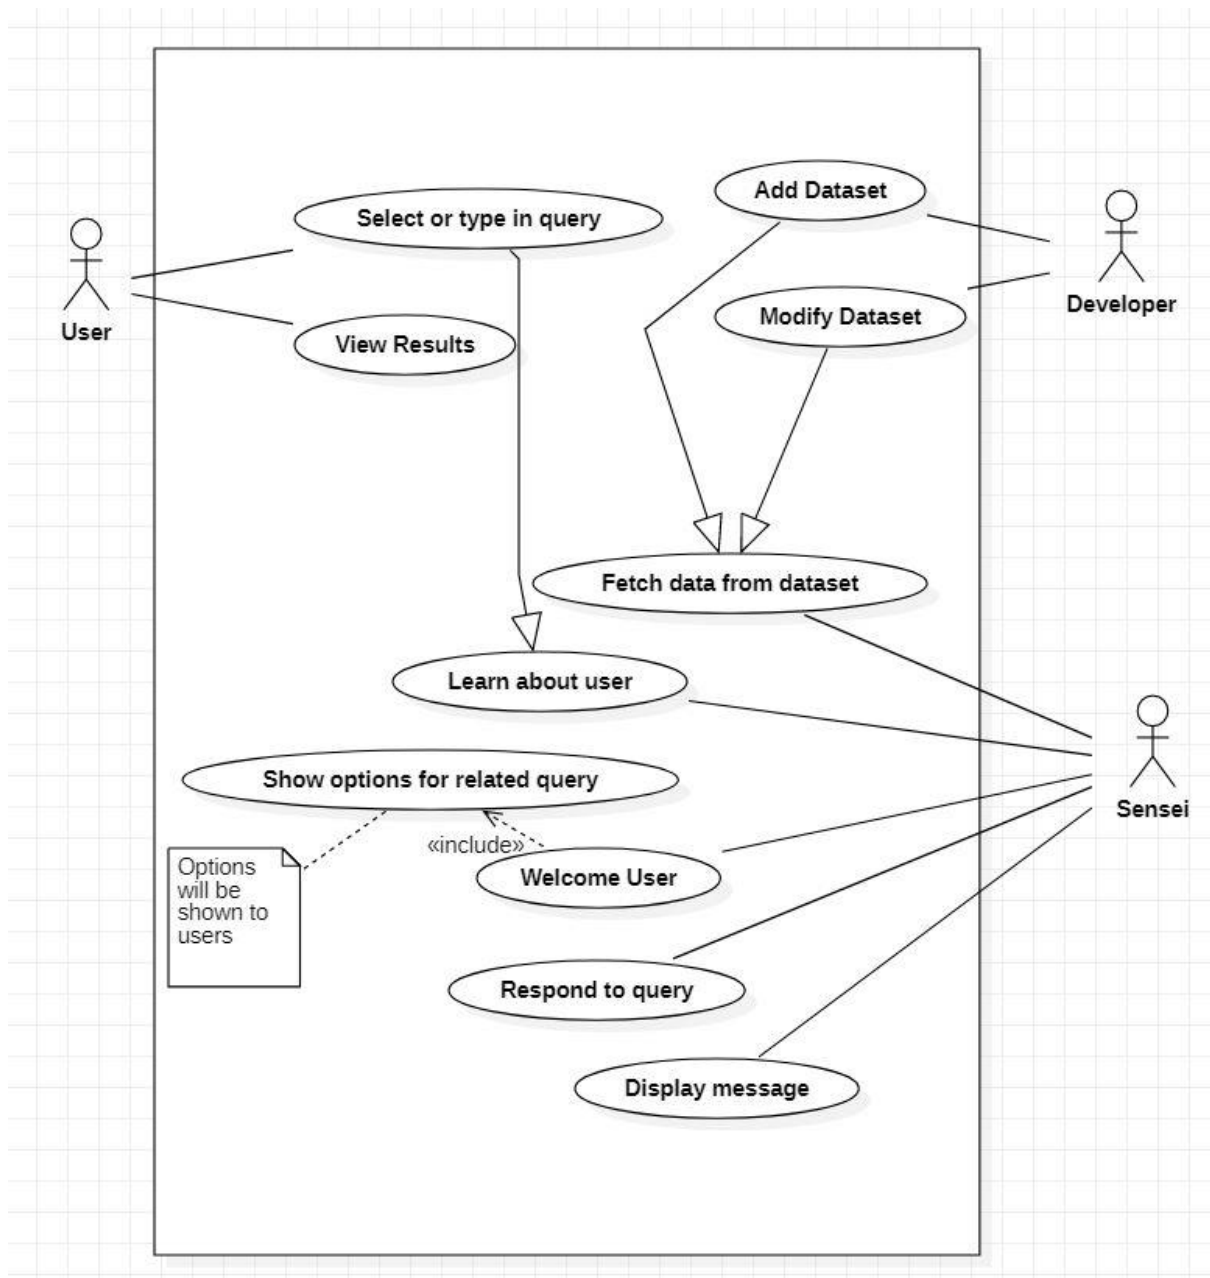 Add Dataset
Select or type in query
Modify Dataset
Developer
User
View Results
Fetch data from dataset
Learn about user
Show options for related query
Sensei
«include»
Options
will be
shown to
users
Welcome User
Respond to query
Display message